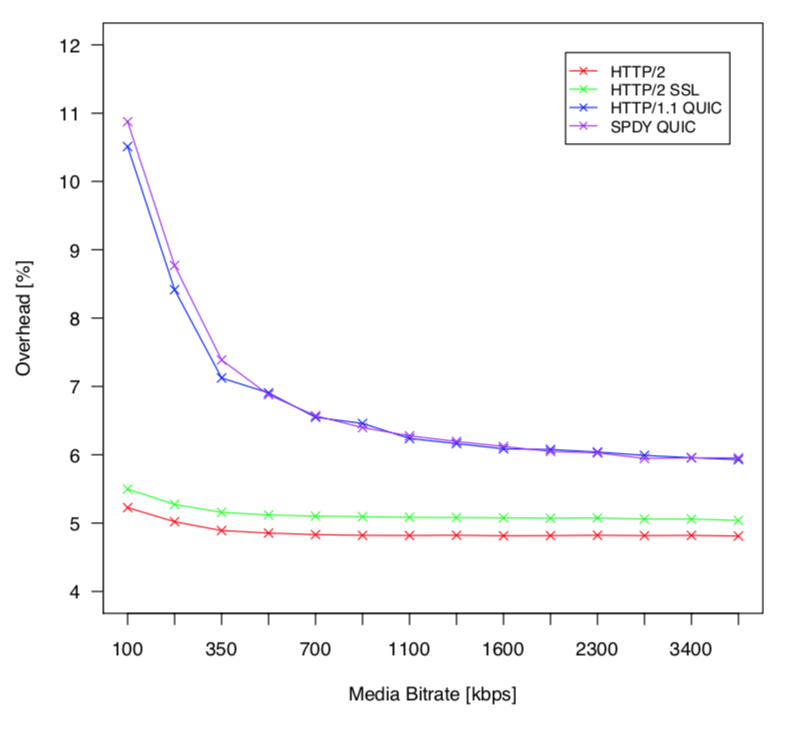 12
11
10
9
8
7
6
5
4
Overhead [%]
HTTP/2
HTTP/2 SSL
HTTP/1.1 QUIC
SPDY QUIC
100 350 700 1100 1600 2300 3400
Media Bitrate [kbps]